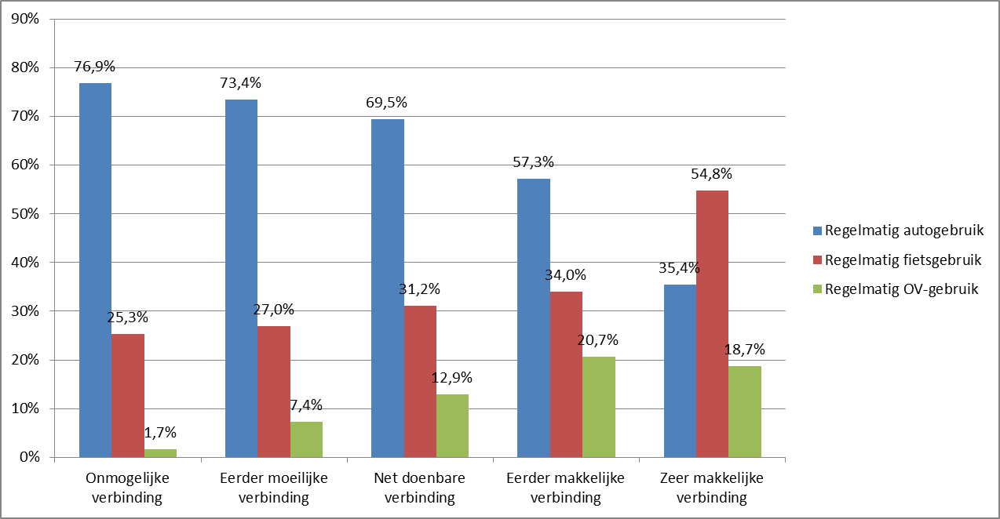 90%
80%
70%
60%
50%
40%
30%
20%
10%
0%
76,9%
25,3%
1,7%
73,4%
27,0%
7,4%
69,5%
31,2%
12,9%
57,3%
34,0%
20,7%
35,4%
54,8%
18,7%
Onmogelijke
verbinding
Eerder moeilijke
verbinding
Net doenbare
verbinding
Eerder makkelijke
verbinding
Zeer makkelijke
verbinding
Regelmatig autogebruik
Regelmatig fietsgebruik
Regelmatig OV-gebruik